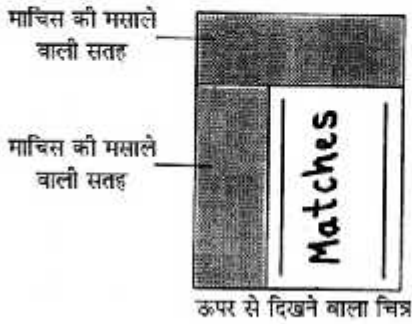 माचिस की मसाले
वाली सतह
माचिस की मसाले
वाली सतह
Matches
ऊपर से दिखने वाला चित्र